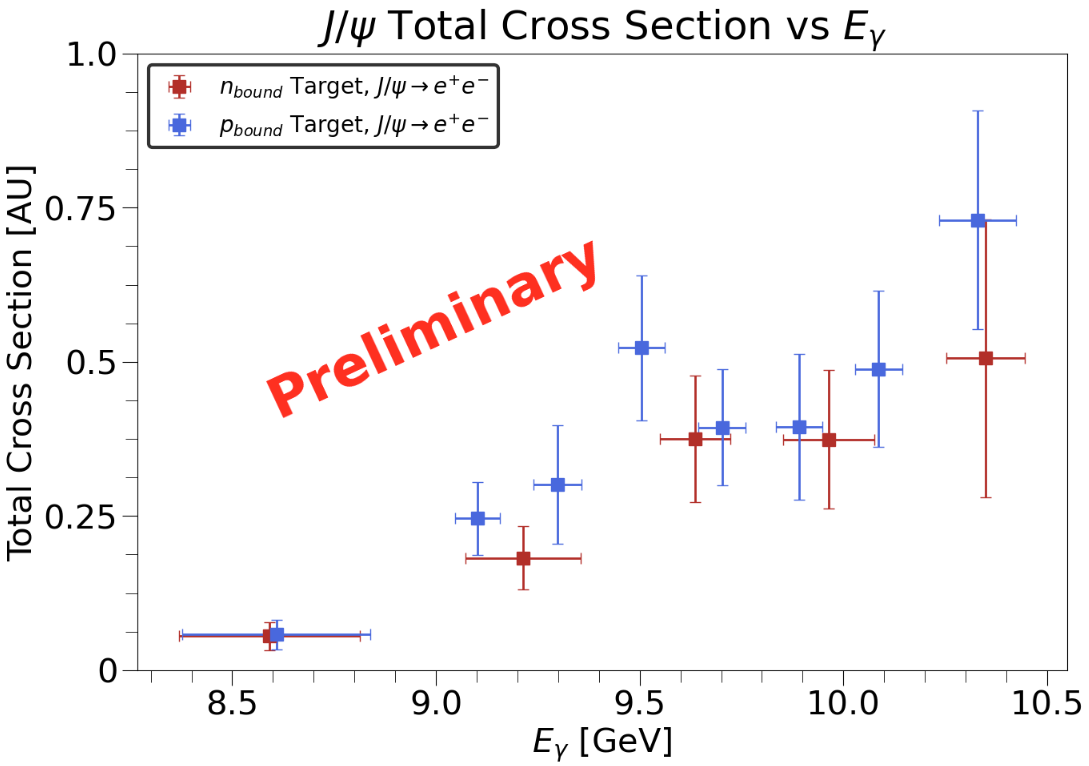 J/ψ Total Cross Section vs Eγ
1.0
n_bound Target, J/ψ → e⁺e⁻
p_bound Target, J/ψ → e⁺e⁻
0.75
Preliminary
0.5
0.25
0
Total Cross Section [AU]
8.5 9.0 9.5 10.0 10.5
Eγ [GeV]